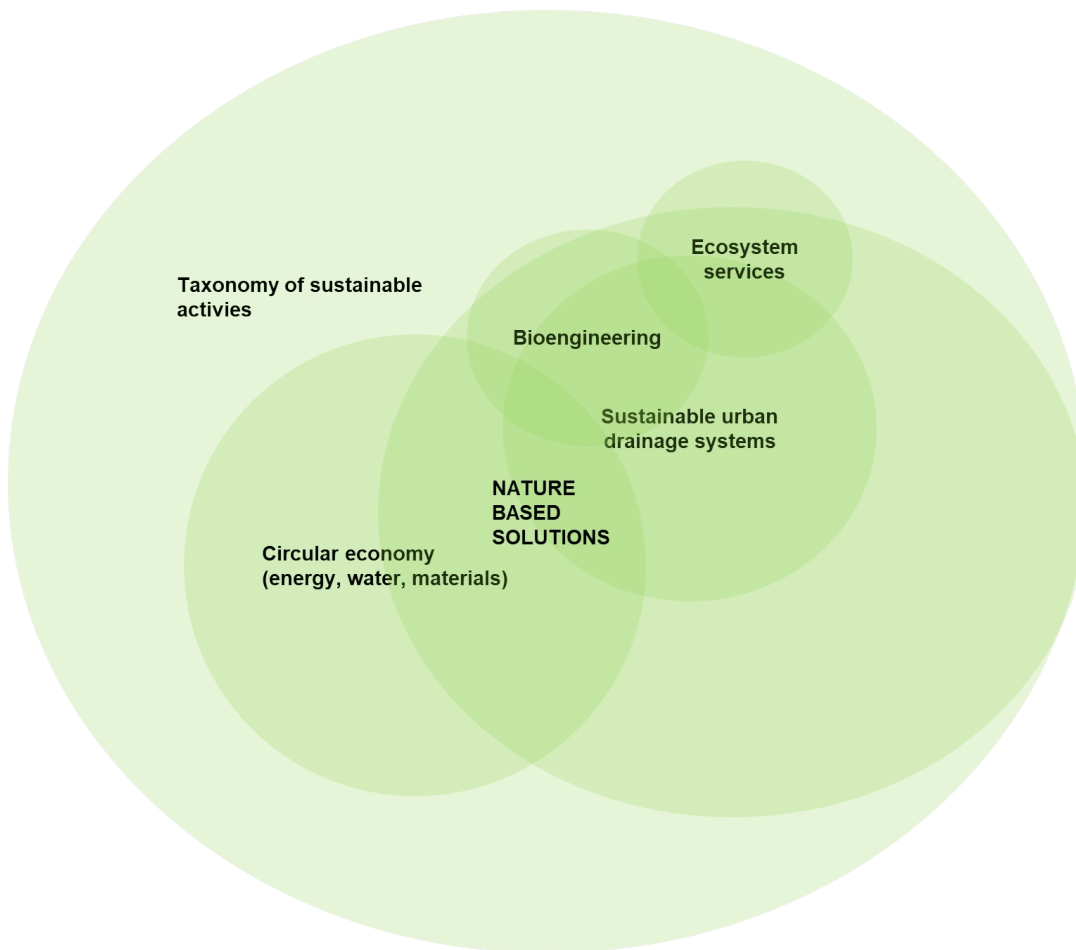 Ecosystem
services
Taxonomy of sustainable
activies
Bioengineering
Sustainable urban
drainage systems
NATURE
BASED
SOLUTIONS
Circular economy
(energy, water, materials)